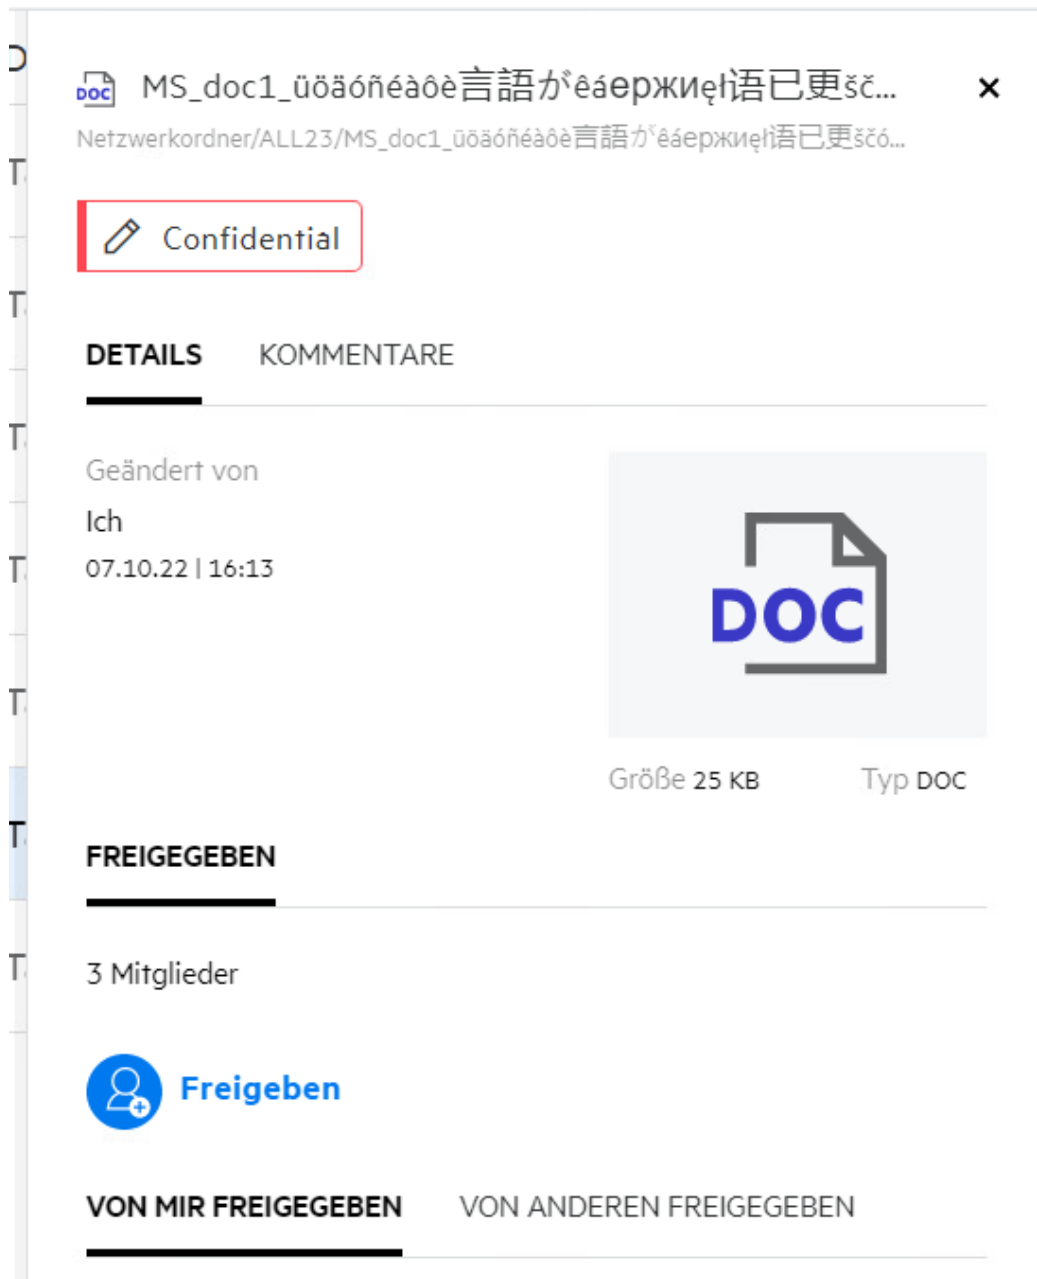 DOC
MS_doc1_üöäóñéàôè言語がêáержиęł语已更šč...
Netzwerkordner/ALL23/MS_doc1_üöäóñéàôè言語がêáержиęł语已更ščó...
Confidential
DETAILS KOMMENTARE
Geändert von
Ich
07.10.22 | 16:13
DOC
Größe 25 KB Typ DOC
FREIGEGEBEN
3 Mitglieder
Freigeben
VON MIR FREIGEGEBEN VON ANDEREN FREIGEGEBEN